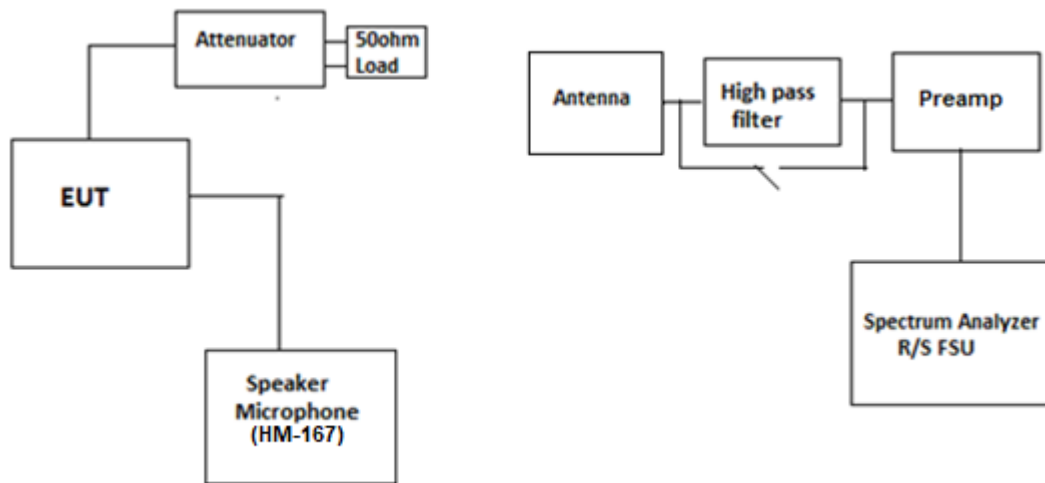 Attenuator
50ohm
Load
EUT
Speaker
Microphone
(HM-167)
Antenna
High pass
filter
Preamp
Spectrum Analyzer
R/S FSU